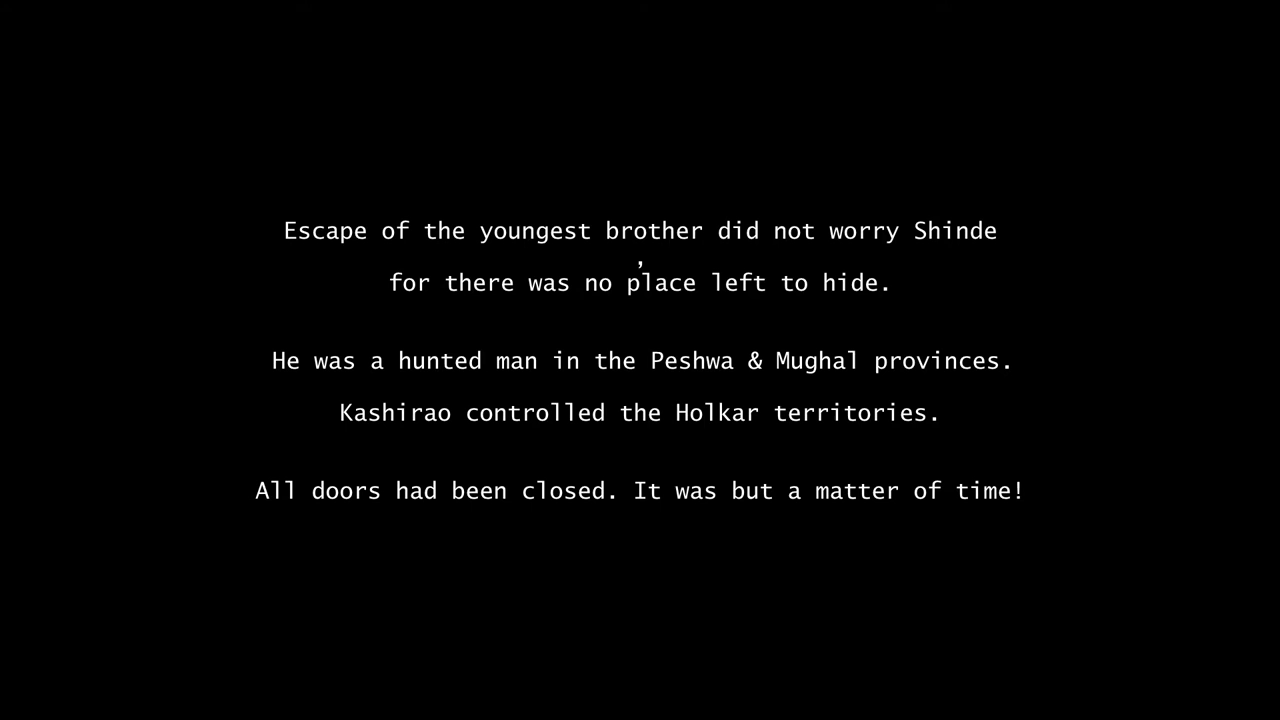 Escape of the youngest brother did not worry Shinde
,
for there was no place left to hide.
He was a hunted man in the Peshwa & Mughal provinces.
Kashirao controlled the Holkar territories.
All doors had been closed. It was but a matter of time!